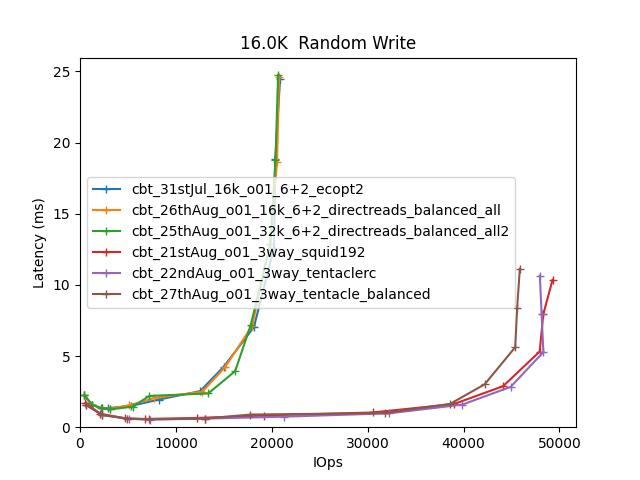 16.0K Random Write
Latency (ms)
25
20
15
10
5
0
cbt_31stJul_16k_o01_6+2_ecopt2
cbt_26thAug_o01_16k_6+2_directreads_balanced_all
cbt_25thAug_o01_32k_6+2_directreads_balanced_all2
cbt_21stAug_o01_3way_squid192
cbt_22ndAug_o01_3way_tentaclerc
cbt_27thAug_o01_3way_tentacle_balanced
0 10000 20000 30000 40000 50000
IOps